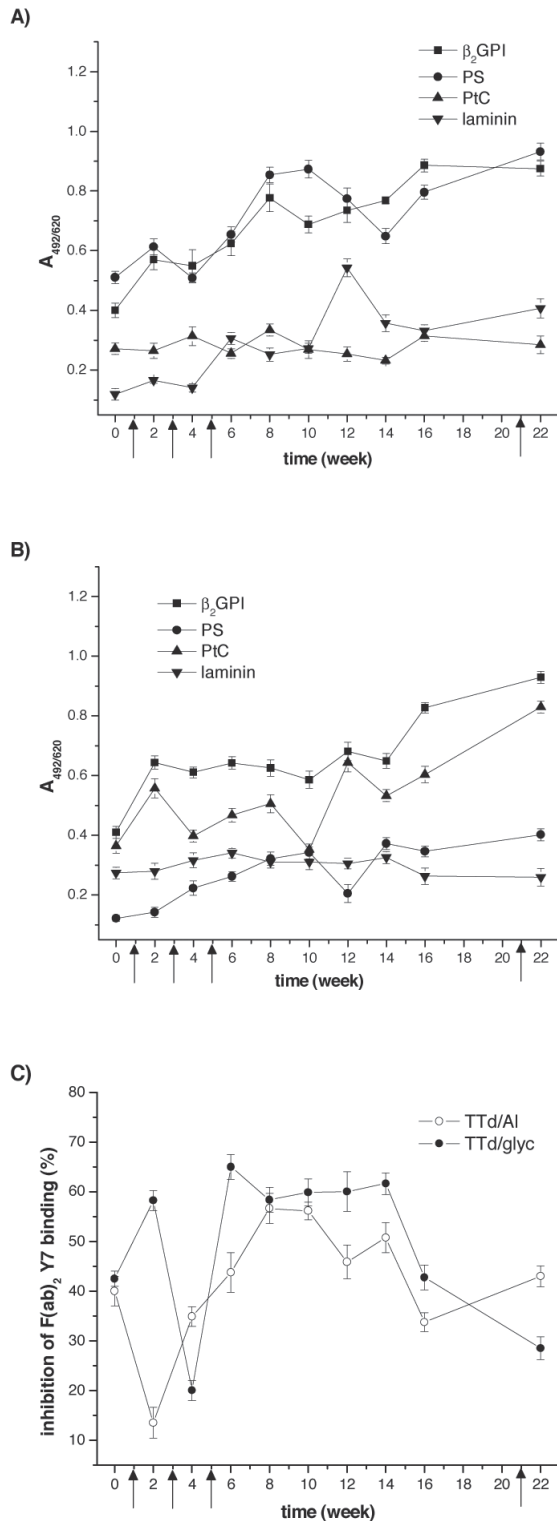 A)
β₂GPI
PS
PtC
laminin
1.2
1.0
0.8
0.6
0.4
0.2
A492/620
0 2 4 6 8 10 12 14 16 18 20 22
time (week)
B)
β₂GPI
PS
PtC
laminin
1.2
1.0
0.8
0.6
0.4
0.2
A492/620
0 2 4 6 8 10 12 14 16 18 20 22
time (week)
C)
TTd/Al
TTd/glyc
80
70
60
50
40
30
20
10
inhibition of F(ab)₂ Y7 binding (%)
0 2 4 6 8 10 12 14 16 18 20 22
time (week)